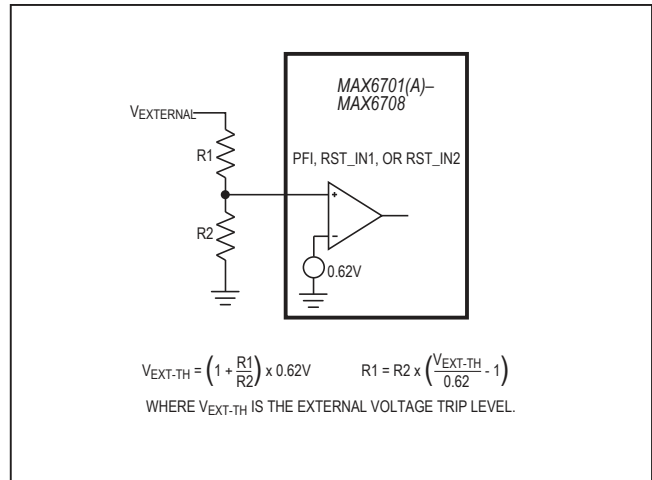 MAX6701(A)–
MAX6708
VEXTERNAL
R1
PFI, RST_IN1, OR RST_IN2
+
R2
−
0.62V
VEXT-TH = (1 + R1/R2) x 0.62V R1 = R2 x (VEXT-TH/0.62 - 1)
WHERE VEXT-TH IS THE EXTERNAL VOLTAGE TRIP LEVEL.